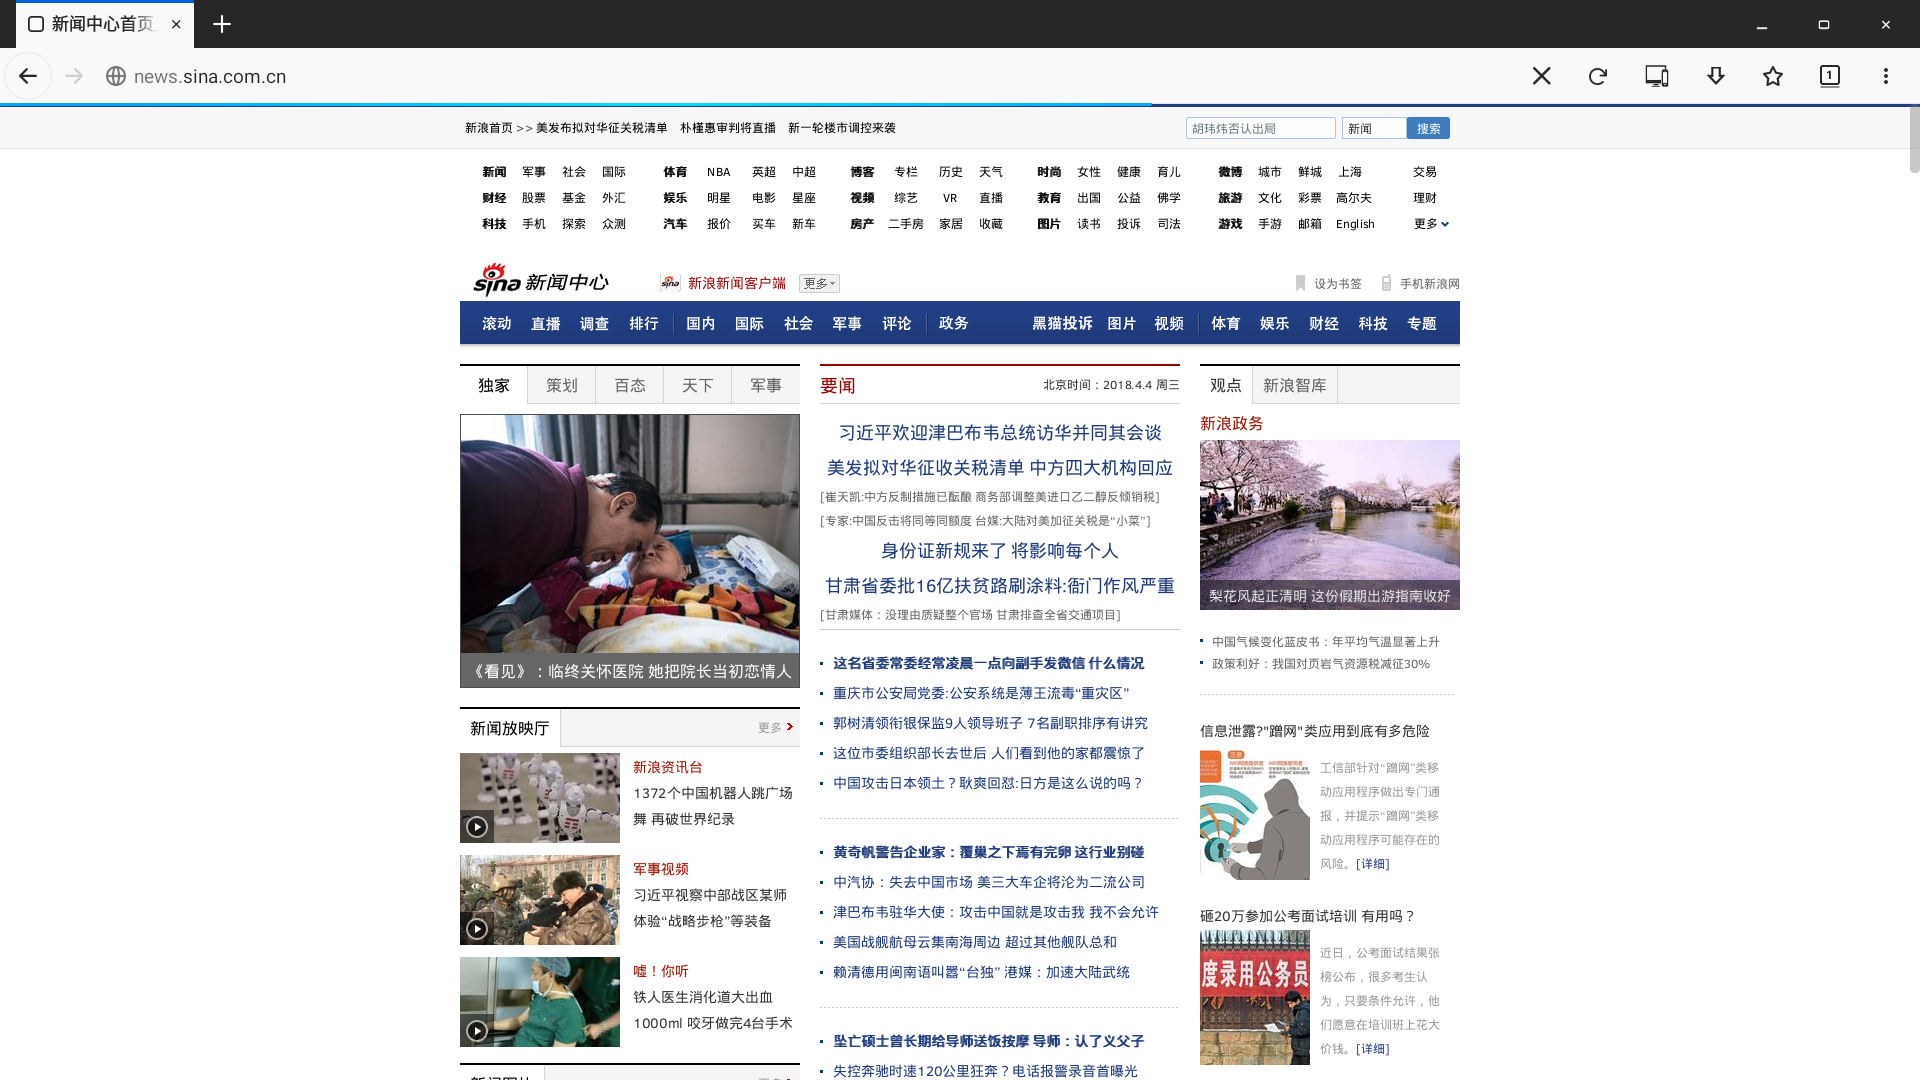 新闻中心首页
news.sina.com.cn
1
新浪首页 >> 美发布拟对华征关税清单 朴槿惠审判将直播 新一轮楼市调控来袭
胡玮炜否认出局 新闻 搜索
新闻 军事 社会 国际 体育 NBA 英超 中超 博客 专栏 历史 天气 时尚 女性 健康 育儿 微博 城市 鲜城 上海 交易
财经 股票 基金 外汇 娱乐 明星 电影 星座 视频 综艺 VR 直播 教育 出国 公益 佛学 旅游 文化 彩票 高尔夫 理财
科技 手机 探索 众测 汽车 报价 买车 新车 房产 二手房 家居 收藏 图片 读书 投诉 司法 游戏 手游 邮箱 English 更多
sina 新闻中心 sina 新浪新闻客户端 更多 设为书签 手机新浪网
滚动 直播 调查 排行 国内 国际 社会 军事 评论 政务 黑猫投诉 图片 视频 体育 娱乐 财经 科技 专题
独家 策划 百态 天下 军事
《看见》：临终关怀医院 她把院长当初恋情人
新闻放映厅 更多
新浪资讯台
1372个中国机器人跳广场
舞 再破世界纪录
军事视频
习近平视察中部战区某师
体验“战略步枪”等装备
嘘！你听
铁人医生消化道大出血
1000ml 咬牙做完4台手术
要闻 北京时间：2018.4.4 周三
习近平欢迎津巴布韦总统访华并同其会谈
美发拟对华征收关税清单 中方四大机构回应
[崔天凯:中方反制措施已酝酿 商务部调整美进口乙二醇反倾销税]
[专家:中国反击将同等同额度 台媒:大陆对美加征关税是“小菜”]
身份证新规来了 将影响每个人
甘肃省委批16亿扶贫路刷涂料:衙门作风严重
[甘肃媒体：没理由质疑整个官场 甘肃排查全省交通项目]
这名省委常委经常凌晨一点向副手发微信 什么情况
重庆市公安局党委:公安系统是薄王流毒“重灾区”
郭树清领衔银保监9人领导班子 7名副职排序有讲究
这位市委组织部长去世后 人们看到他的家都震惊了
中国攻击日本领土？耿爽回怼:日方是这么说的吗？
黄奇帆警告企业家：覆巢之下焉有完卵 这行业别碰
中汽协：失去中国市场 美三大车企将沦为二流公司
津巴布韦驻华大使：攻击中国就是攻击我 我不会允许
美国战舰航母云集南海周边 超过其他舰队总和
赖清德用闽南语叫嚣“台独” 港媒：加速大陆武统
坠亡硕士曾长期给导师送饭按摩 导师：认了义父子
失控奔驰时速120公里狂奔？电话报警录音首曝光
观点 新浪智库
新浪政务
梨花风起正清明 这份假期出游指南收好
中国气候变化蓝皮书：年平均气温显著上升
政策利好：我国对页岩气资源税减征30%
信息泄露?"蹭网"类应用到底有多危险
工信部针对“蹭网”类移
动应用程序做出专门通
报，并提示“蹭网”类移
动应用程序可能存在的
风险。[详细]
砸20万参加公考面试培训 有用吗？
度录用公务员
近日，公考面试结果张
榜公布，很多考生认
为，只要条件允许，他
们愿意在培训班上花大
价钱。[详细]